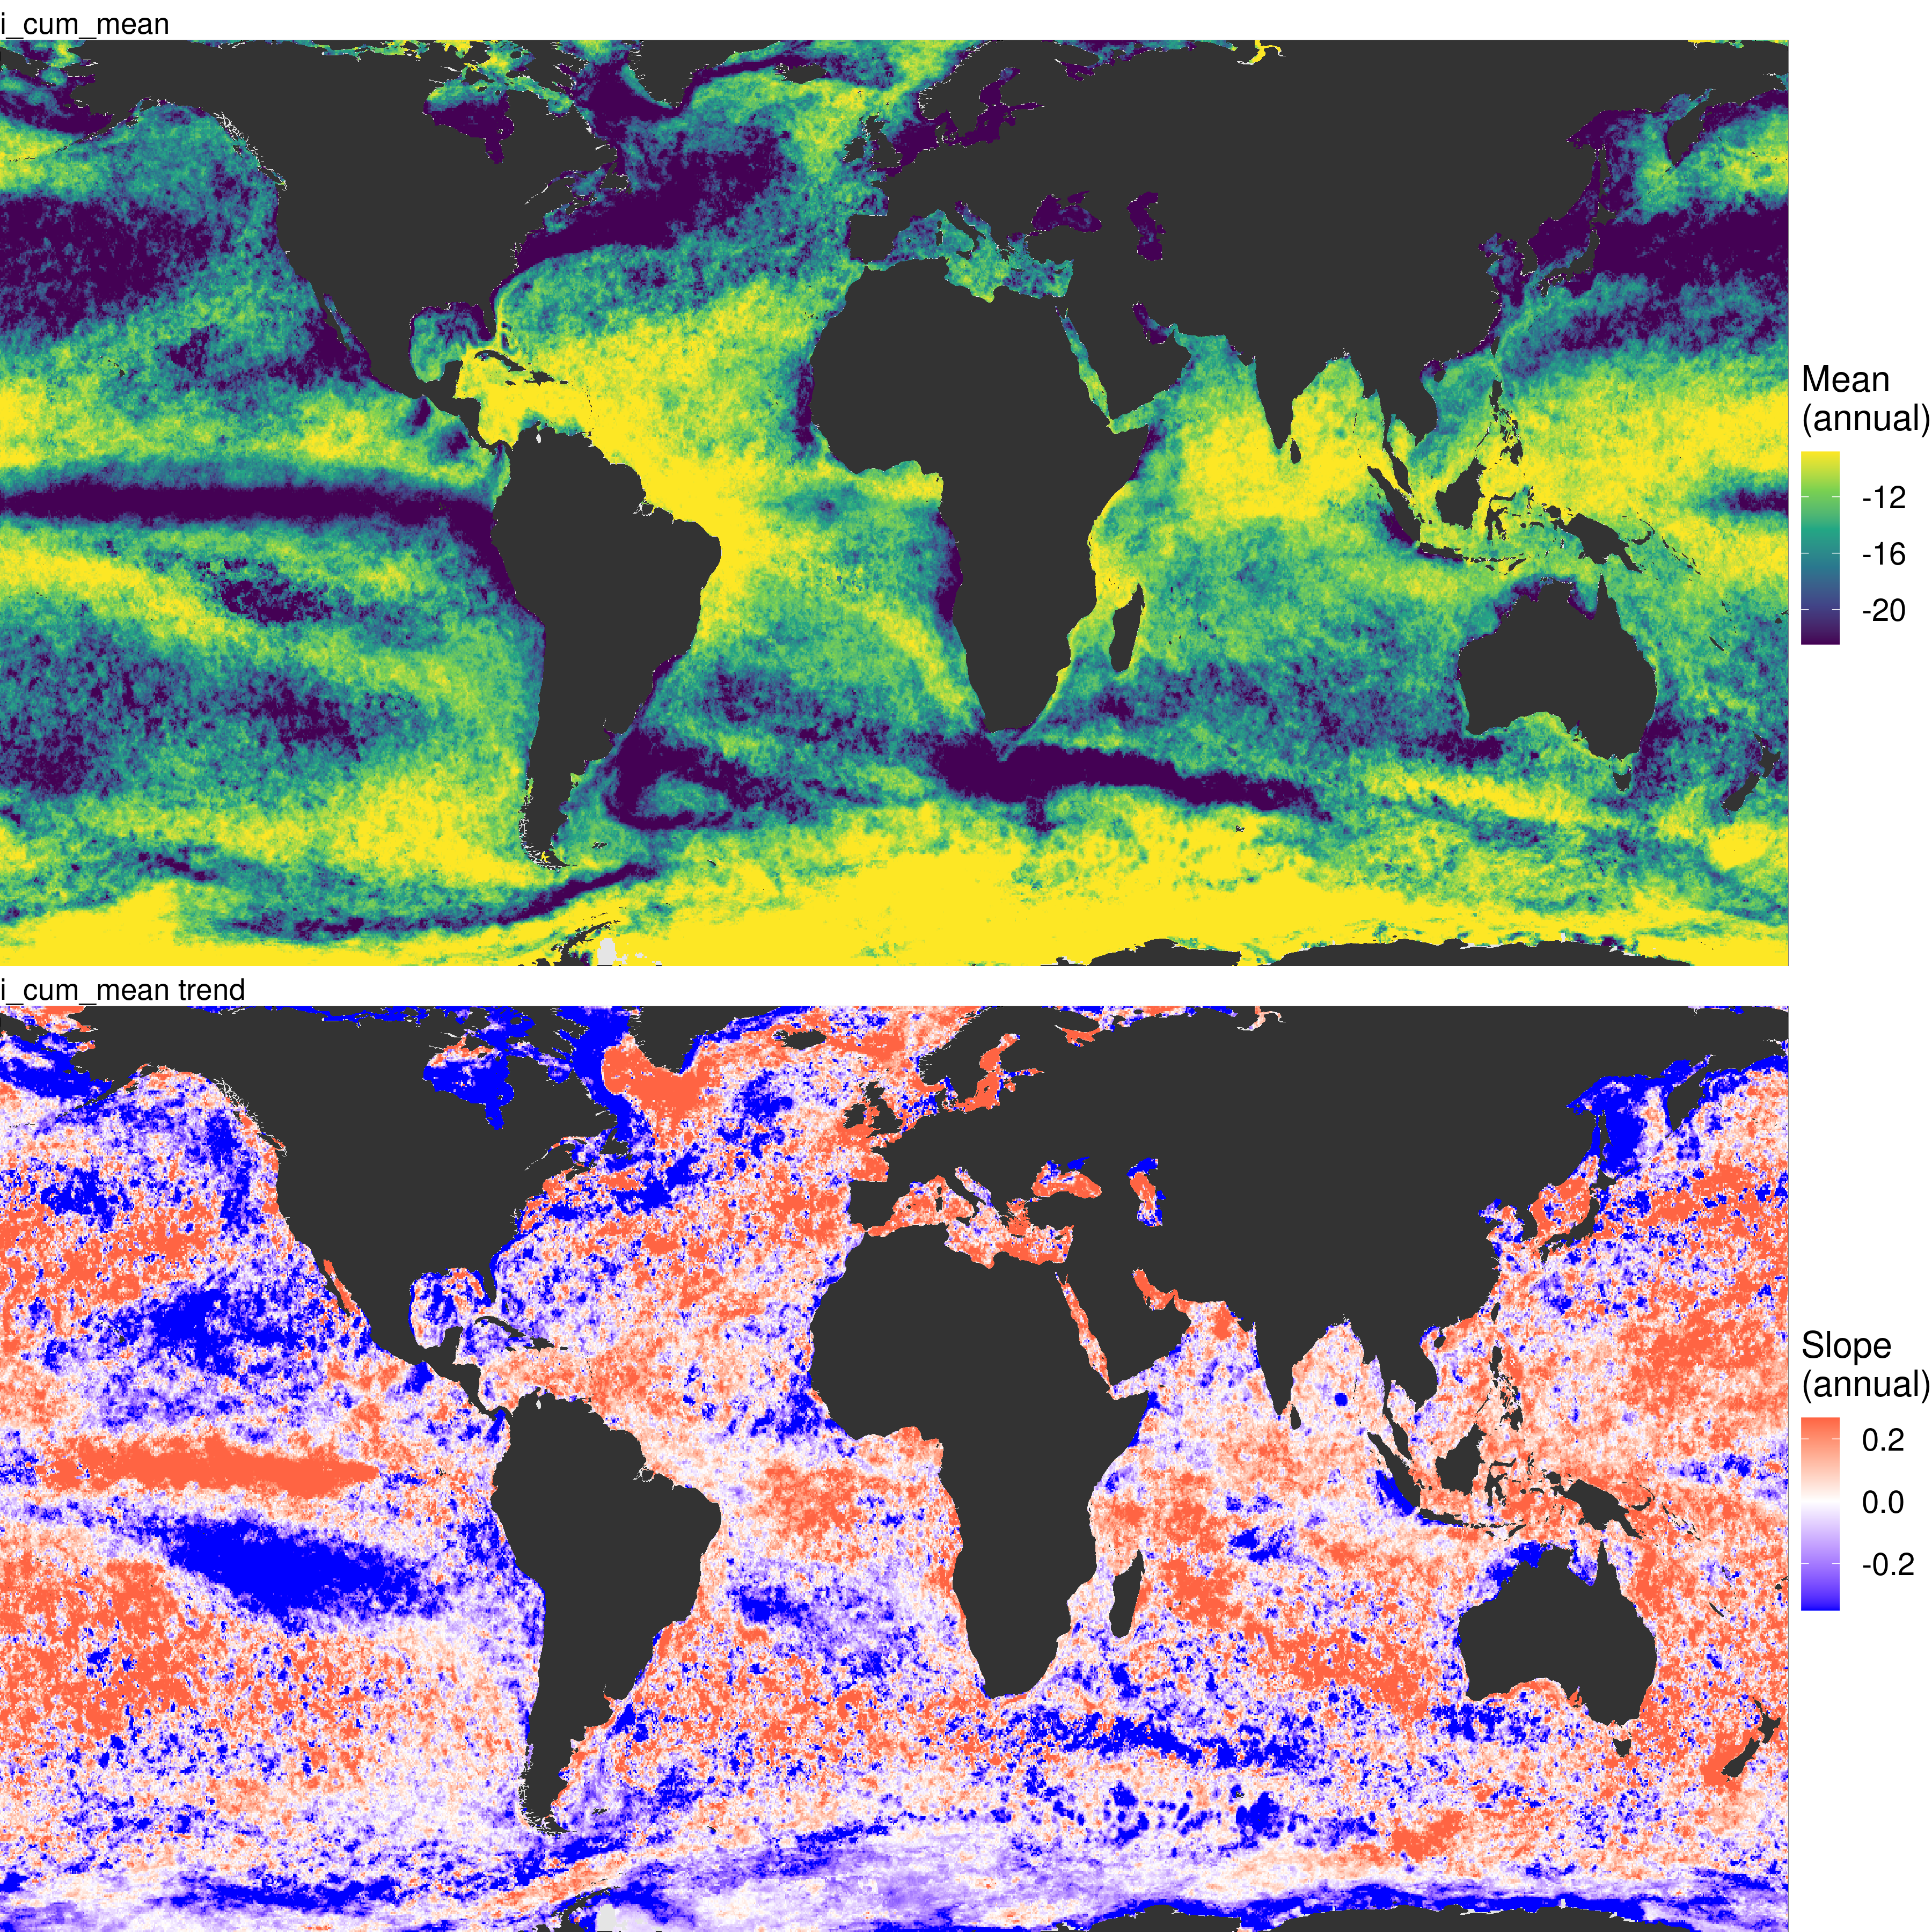 i_cum_mean
Mean
(annual)
-12
-16
-20
i_cum_mean trend
Slope
(annual)
0.2
0.0
-0.2